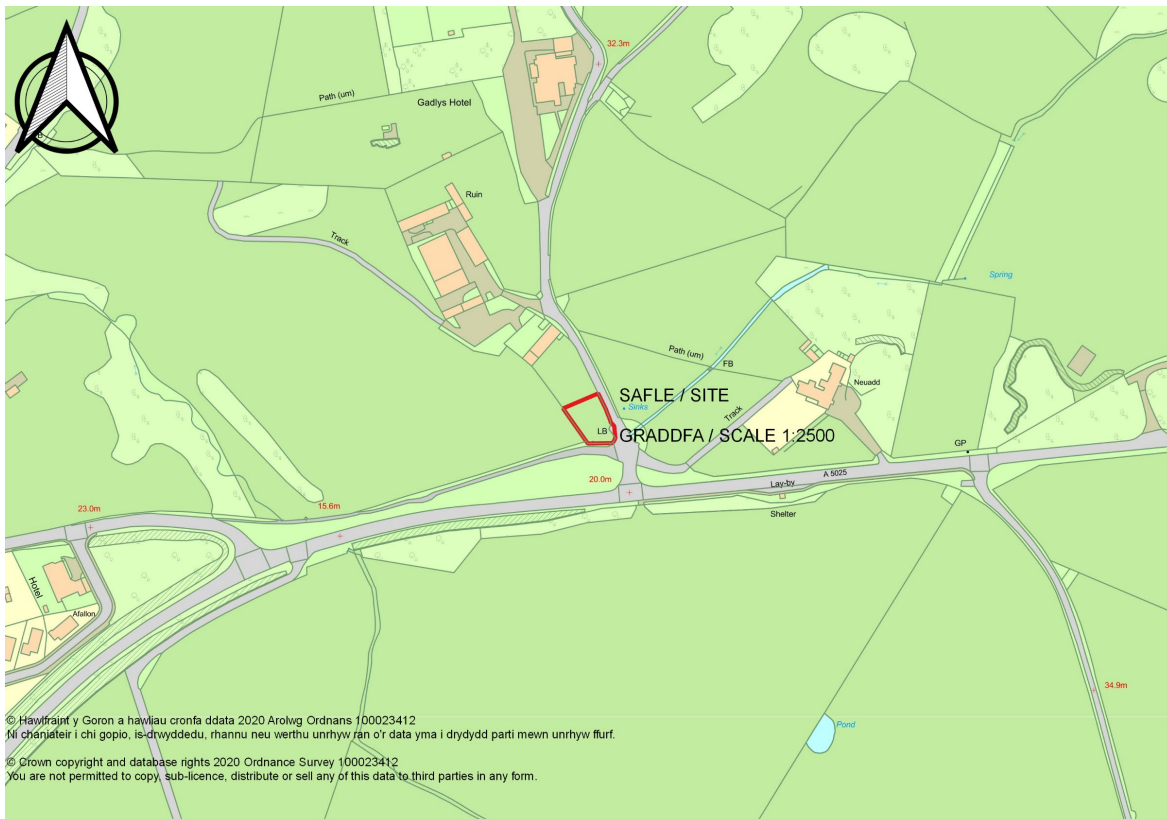 32.3m
Path (um)
Gadlys Hotel
Ruin
Track
Spring
Path (um)
FB
Neuadd
SAFLE / SITE
Sinks
Track
LB
GRADDFA / SCALE 1:2500
GP
A 5025
20.0m
Lay-by
Shelter
15.6m
23.0m
Hotel
Afallon
34.9m
Pond
© Hawlfraint y Goron a hawliau cronfa ddata 2020 Arolwg Ordnans 100023412
Ni chaniateir i chi gopio, is-drwyddedu, rhannu neu werthu unrhyw ran o'r data yma i drydydd parti mewn unrhyw ffurf.
© Crown copyright and database rights 2020 Ordnance Survey 100023412
You are not permitted to copy, sub-licence, distribute or sell any of this data to third parties in any form.